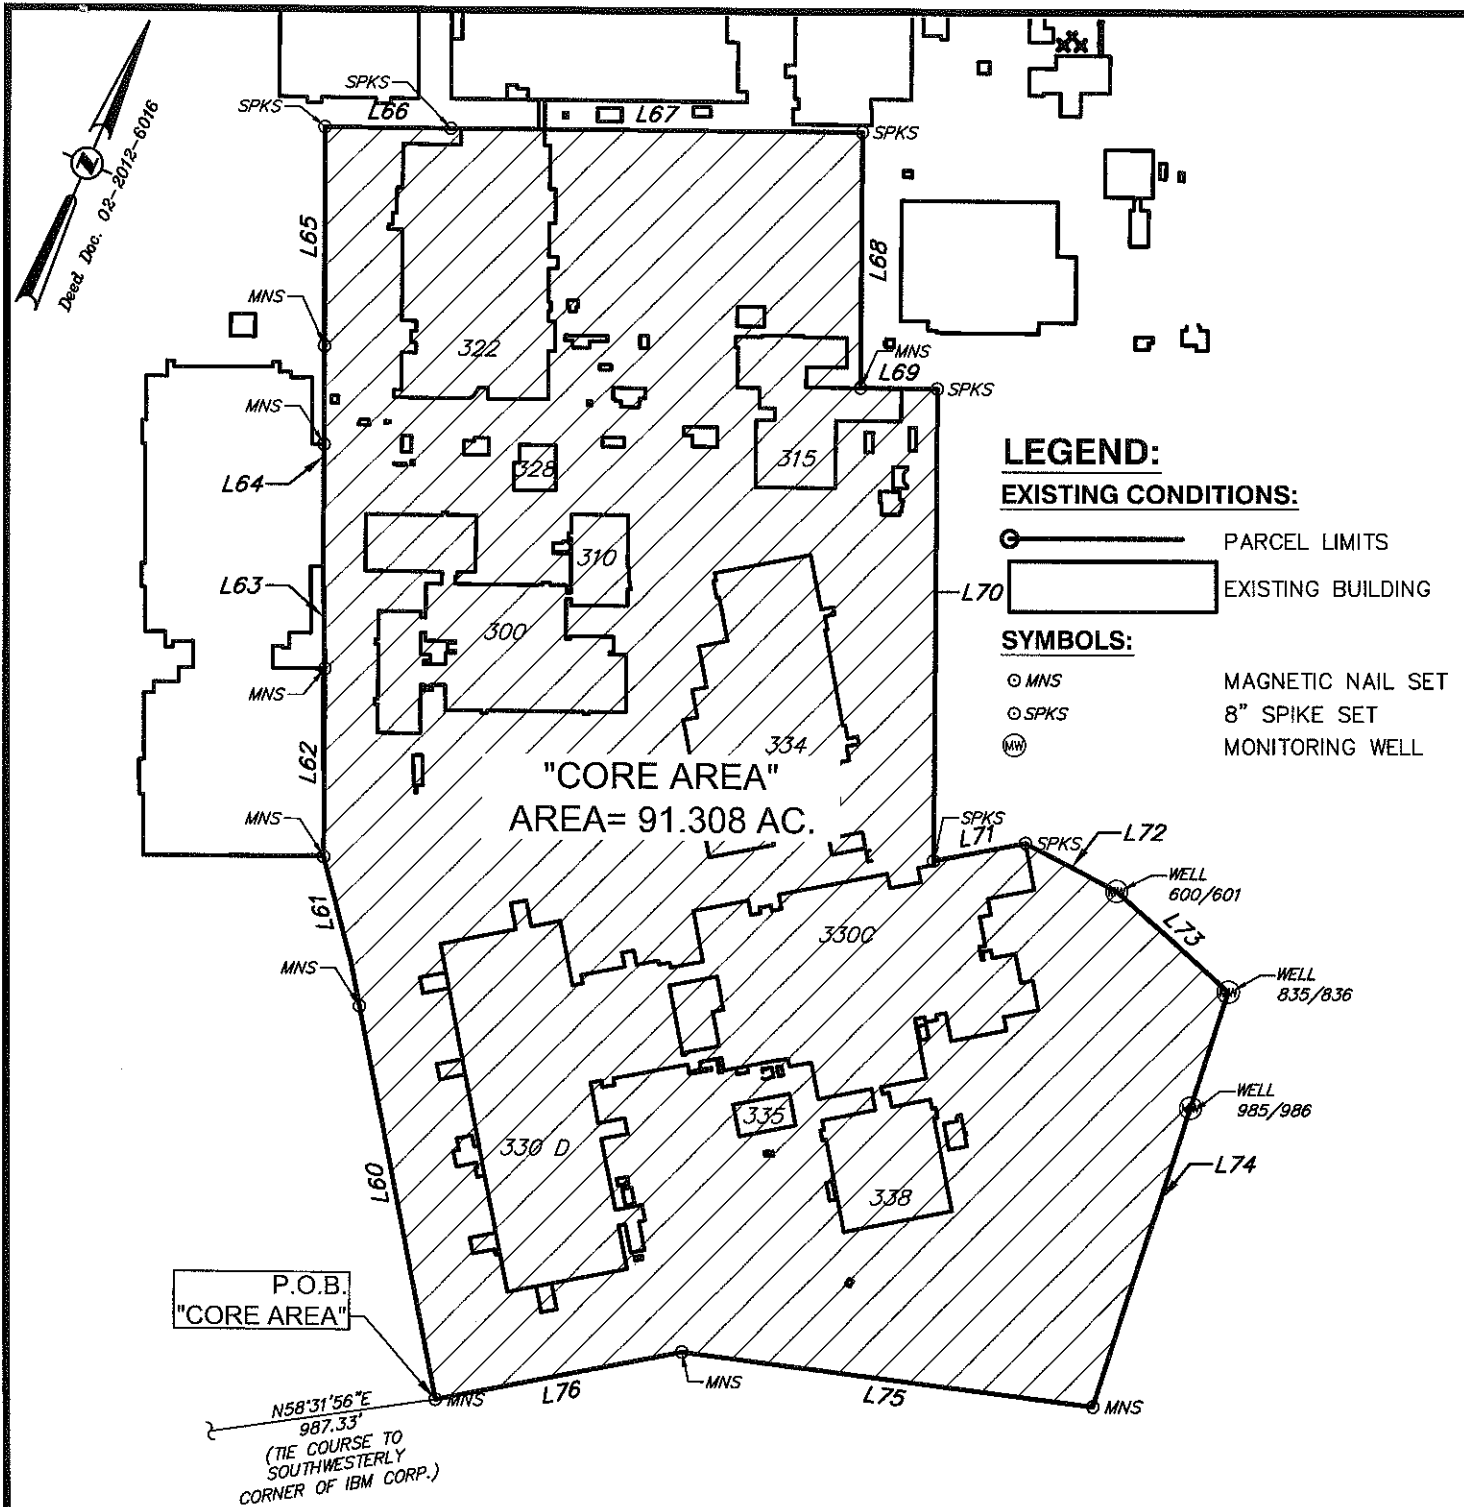 SPKS
SPKS
L66
L67
SPKS
Z
Deed Doc. 02-2012-6016
L65
L68
MNS
322
MNS
L69
SPKS
MNS
L64
328
315
LEGEND:
EXISTING CONDITIONS:
PARCEL LIMITS
EXISTING BUILDING
310
L63
L70
300
SYMBOLS:
MNS
MAGNETIC NAIL SET
SPKS
8" SPIKE SET
MW
MONITORING WELL
MNS
334
L62
"CORE AREA"
AREA= 91.308 AC.
MNS
SPKS
L71
SPKS
L72
WELL
600/601
MW
L61
330C
L73
MNS
WELL
835/836
MW
WELL
985/986
MW
335
330 D
L74
L60
338
P.O.B.
"CORE AREA"
MNS
L76
MNS
L75
MNS
N58°31'56"E
987.33'
(TIE COURSE TO
SOUTHWESTERLY
CORNER OF IBM CORP.)